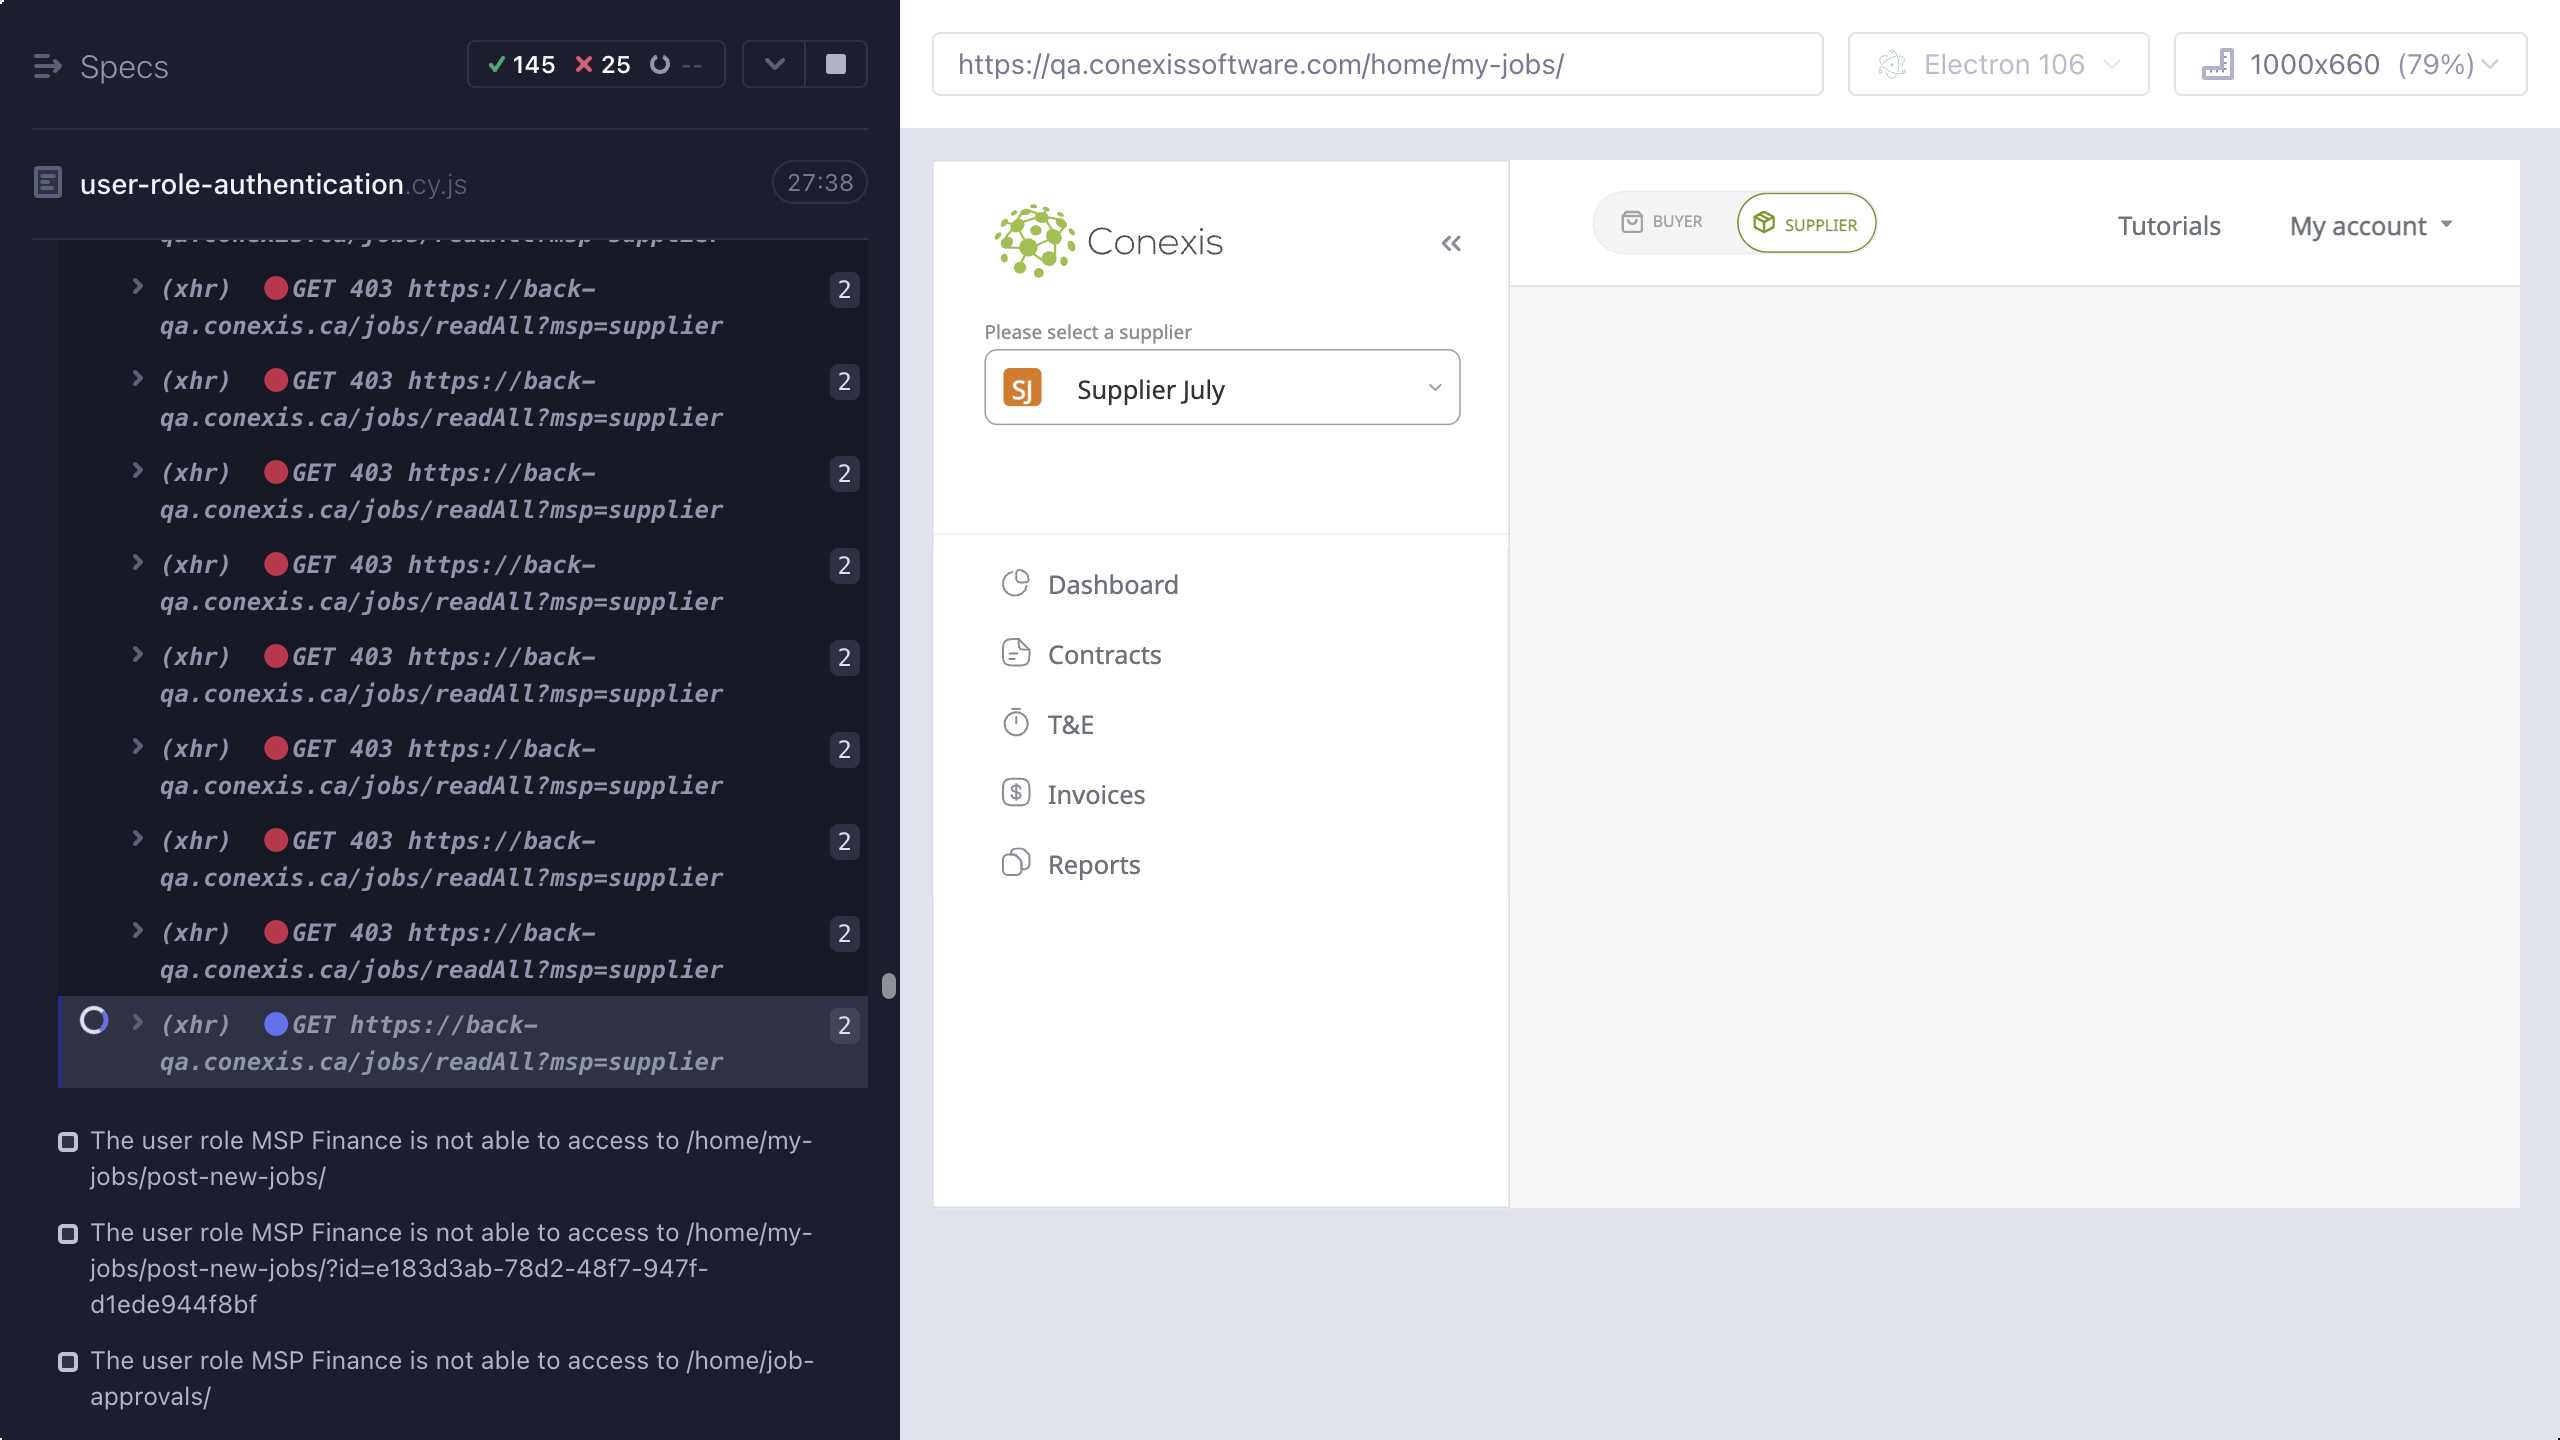 Specs
145 25 --
user-role-authentication.cy.js
27:38
qa.conexis.ca/jobs/readAll?msp=supplier
(xhr) GET 403 https://back-
qa.conexis.ca/jobs/readAll?msp=supplier
2
(xhr) GET 403 https://back-
qa.conexis.ca/jobs/readAll?msp=supplier
2
(xhr) GET 403 https://back-
qa.conexis.ca/jobs/readAll?msp=supplier
2
(xhr) GET 403 https://back-
qa.conexis.ca/jobs/readAll?msp=supplier
2
(xhr) GET 403 https://back-
qa.conexis.ca/jobs/readAll?msp=supplier
2
(xhr) GET 403 https://back-
qa.conexis.ca/jobs/readAll?msp=supplier
2
(xhr) GET 403 https://back-
qa.conexis.ca/jobs/readAll?msp=supplier
2
(xhr) GET 403 https://back-
qa.conexis.ca/jobs/readAll?msp=supplier
2
(xhr) GET https://back-
qa.conexis.ca/jobs/readAll?msp=supplier
2
The user role MSP Finance is not able to access to /home/my-
jobs/post-new-jobs/
The user role MSP Finance is not able to access to /home/my-
jobs/post-new-jobs/?id=e183d3ab-78d2-48f7-947f-
d1ede944f8bf
The user role MSP Finance is not able to access to /home/job-
approvals/
https://qa.conexissoftware.com/home/my-jobs/
Electron 106
1000x660 (79%)
Conexis
«
Please select a supplier
SJ Supplier July
Dashboard
Contracts
T&E
Invoices
Reports
BUYER
SUPPLIER
Tutorials
My account